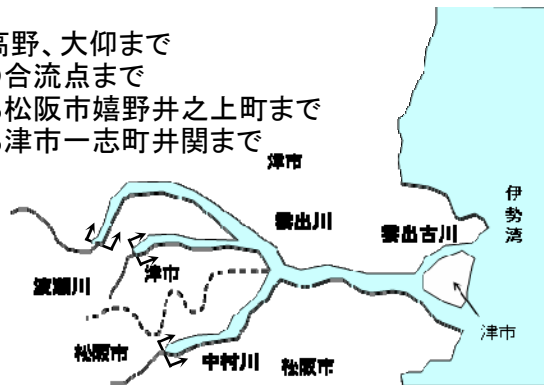 高野、大仰まで
合流点まで
松阪市嬉野井之上町まで
津市一志町井関まで
津市
雲出川
雲出古川
伊勢湾
津市
波瀬川
津市
松阪市
中村川
松阪市